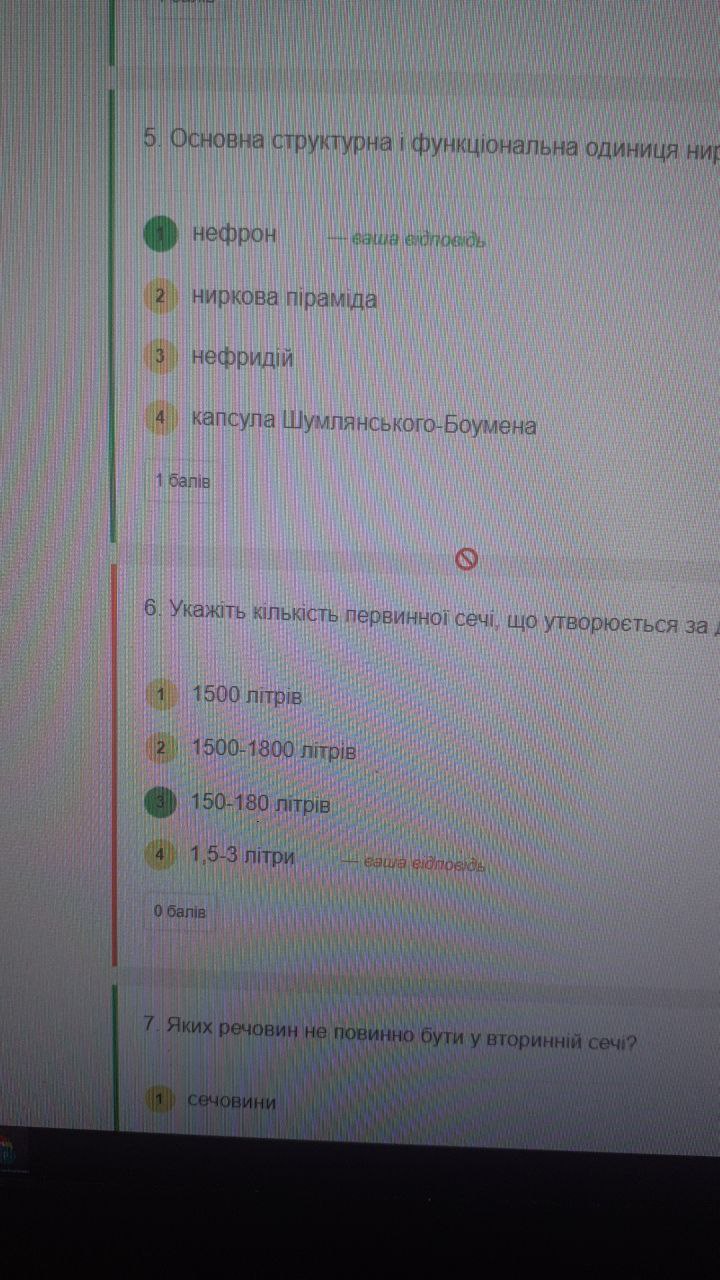 5. Основна структурна і функціональна одиниця
1 нефрон — ваша відповідь
2 ниркова піраміда
3 нефридій
4 капсула Шумлянського-Боумена
1 балів
6. Укажіть кількість первинної сечі, що утворюється за
1 1500 літрів
2 1500-1800 літрів
3 150-180 літрів
4 1,5-3 літри — ваша відповідь
0 балів
7. Яких речовин не повинно бути у вторинній сечі?
1 сечовини